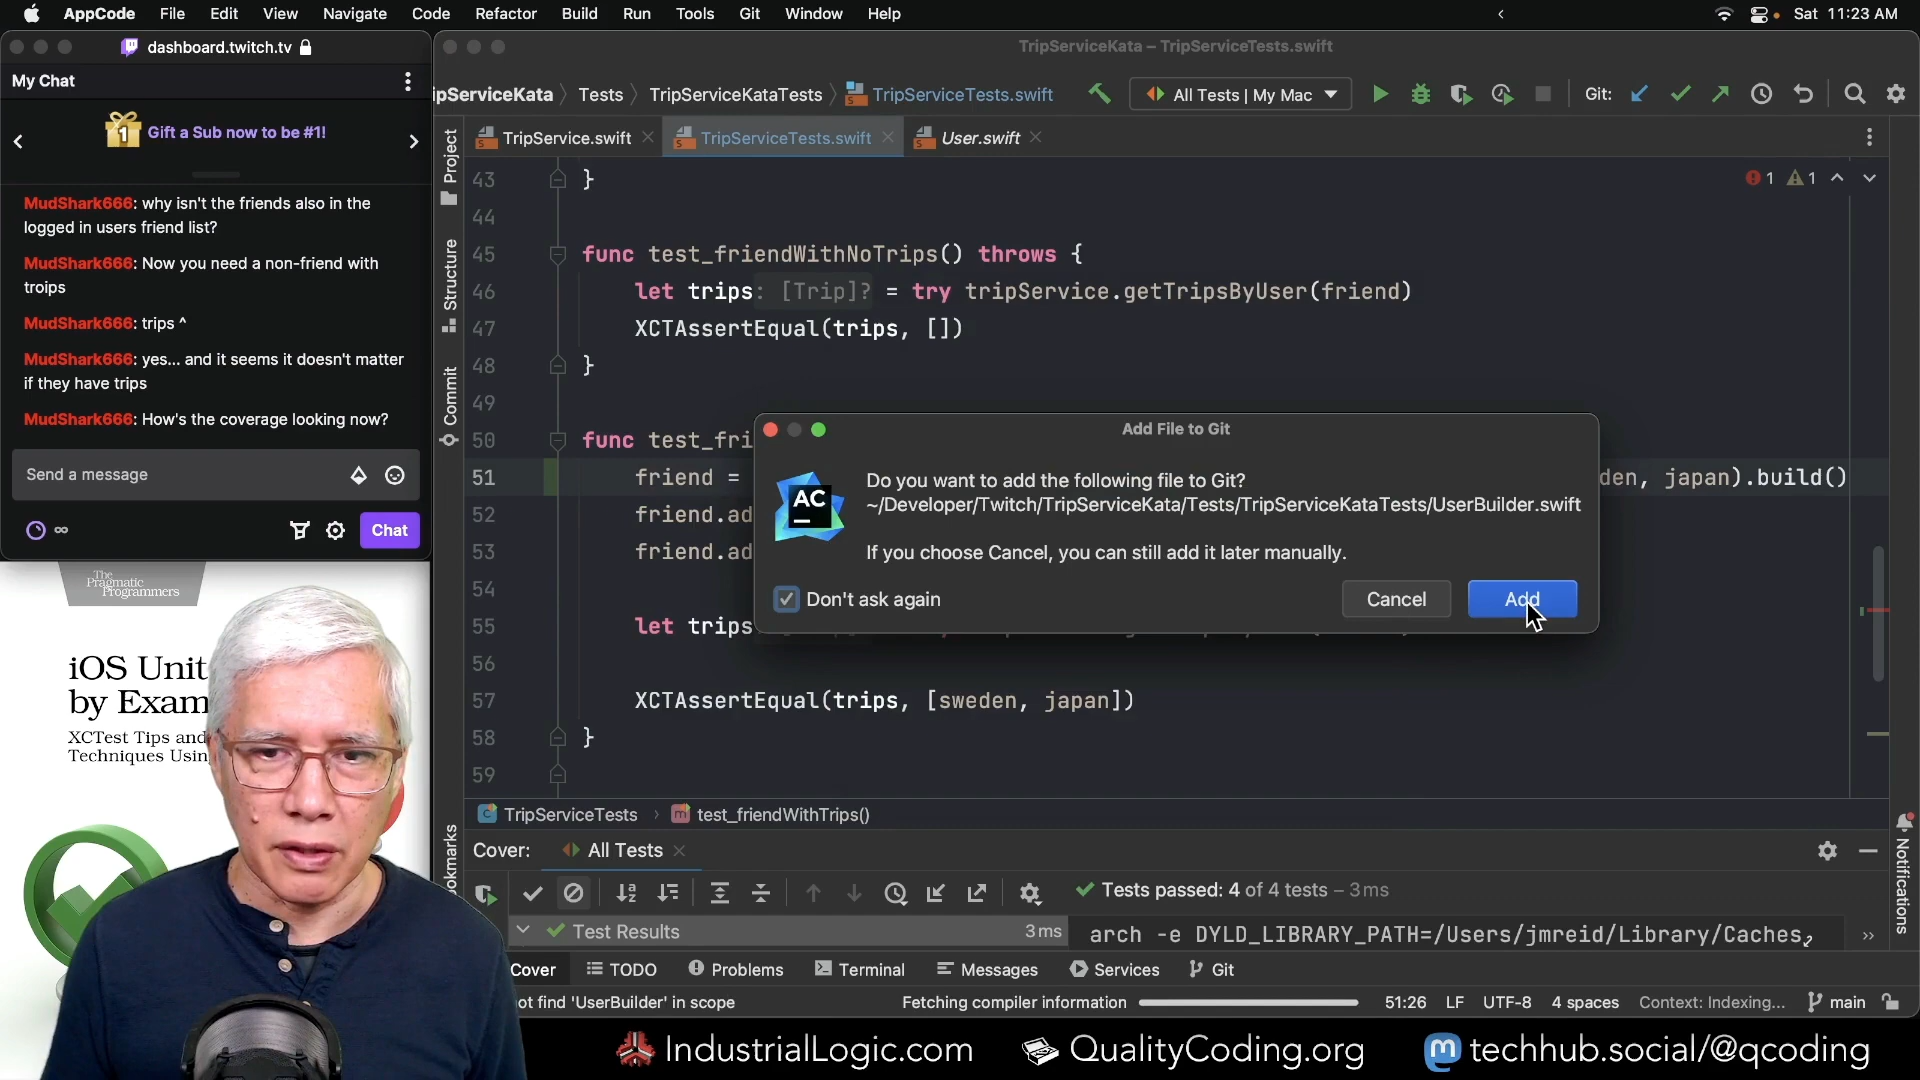 AppCode File Edit View Navigate Code Refactor Build Run Tools Git Window Help
Sat 11:23 AM
dashboard.twitch.tv
My Chat
1
Gift a Sub now to be #1!
MudShark666: why isn't the friends also in the
logged in users friend list?
MudShark666: Now you need a non-friend with
troips
MudShark666: trips ^
MudShark666: yes... and it seems it doesn't matter
if they have trips
MudShark666: How's the coverage looking now?
Send a message
∞
Chat
The
Pragmatic
Programmers
iOS Unit
by Exam
XCTest Tips and
Techniques Usin
TripServiceKata – TripServiceTests.swift
ipServiceKata Tests TripServiceKataTests TripServiceTests.swift
All Tests | My Mac
Git:
TripService.swift
TripServiceTests.swift
User.swift
Project
Structure
Commit
okmarks
Notifications
1 1
43 }
44
45 func test_friendWithNoTrips() throws {
46 let trips: [Trip]? = try tripService.getTripsByUser(friend)
47 XCTAssertEqual(trips, [])
48 }
49
50 func test_fri
51 friend = den, japan).build()
52 friend.ad
53 friend.ad
54
55 let trips
56
57 XCTAssertEqual(trips, [sweden, japan])
58 }
59
Add File to Git
AC
Do you want to add the following file to Git?
~/Developer/Twitch/TripServiceKata/Tests/TripServiceKataTests/UserBuilder.swift
If you choose Cancel, you can still add it later manually.
Don't ask again
Cancel
Add
TripServiceTests test_friendWithTrips()
Cover: All Tests
Tests passed: 4 of 4 tests – 3ms
Test Results 3ms
arch -e DYLD_LIBRARY_PATH=/Users/jmreid/Library/Caches
Cover TODO Problems Terminal Messages Services Git
ot find 'UserBuilder' in scope
Fetching compiler information
51:26 LF UTF-8 4 spaces Context: Indexing... main
IndustrialLogic.com
QualityCoding.org
techhub.social/@qcoding